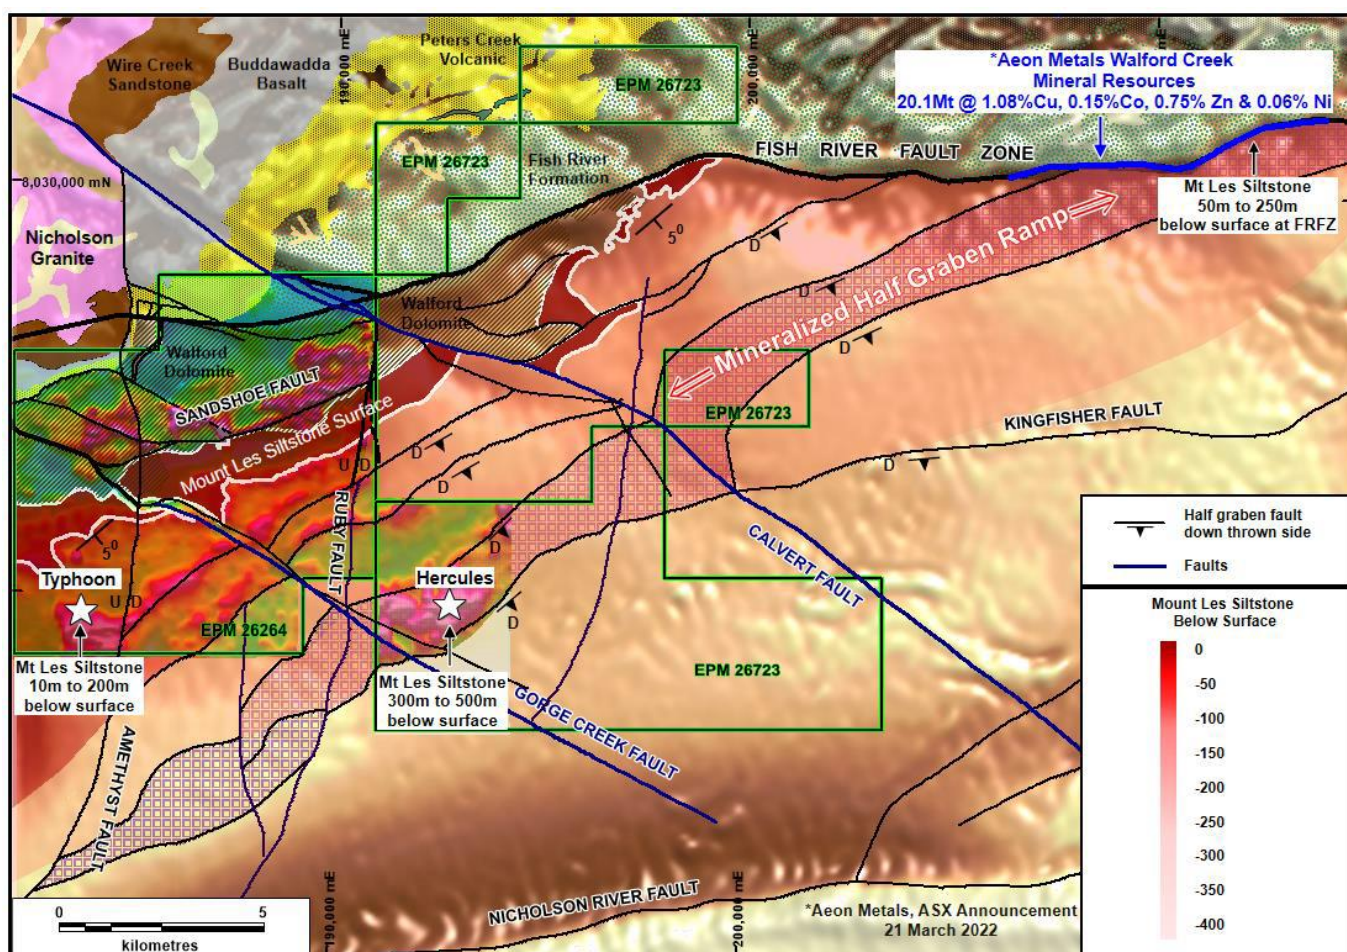 Wire Creek
Sandstone
Buddawadda
Basalt
190,000 mE
Peters Creek
Volcanic
EPM 26723
200,000 mE
*Aeon Metals Walford Creek
Mineral Resources
20.1Mt @ 1.08%Cu, 0.15%Co, 0.75% Zn & 0.06% Ni
mE
EPM 26723
Fish River
Formation
FISH RIVER FAULT ZONE
8,030,000 mN
Mt Les Siltstone
50m to 250m
below surface at FRFZ
Nicholson
Granite
5⁰
D
Walford
Dolomite
D
Mineralized Half Graben Ramp
D
Walford
Dolomite
SANDSHOE FAULT
EPM 26723
KINGFISHER FAULT
Mount Les Siltstone Surface
D
U D
D
D
RUBY FAULT
5⁰
D
CALVERT FAULT
Typhoon
Hercules
U D
D
EPM 26264
EPM 26723
Mt Les Siltstone
10m to 200m
below surface
Mt Les Siltstone
300m to 500m
below surface
GORGE CREEK FAULT
AMETHYST FAULT
NICHOLSON RIVER FAULT
190,000 mE
200,000 mE
*Aeon Metals, ASX Announcement
21 March 2022
0 5
kilometres
Half graben fault
down thrown side
Faults
Mount Les Siltstone
Below Surface
0
-50
-100
-150
-200
-250
-300
-350
-400